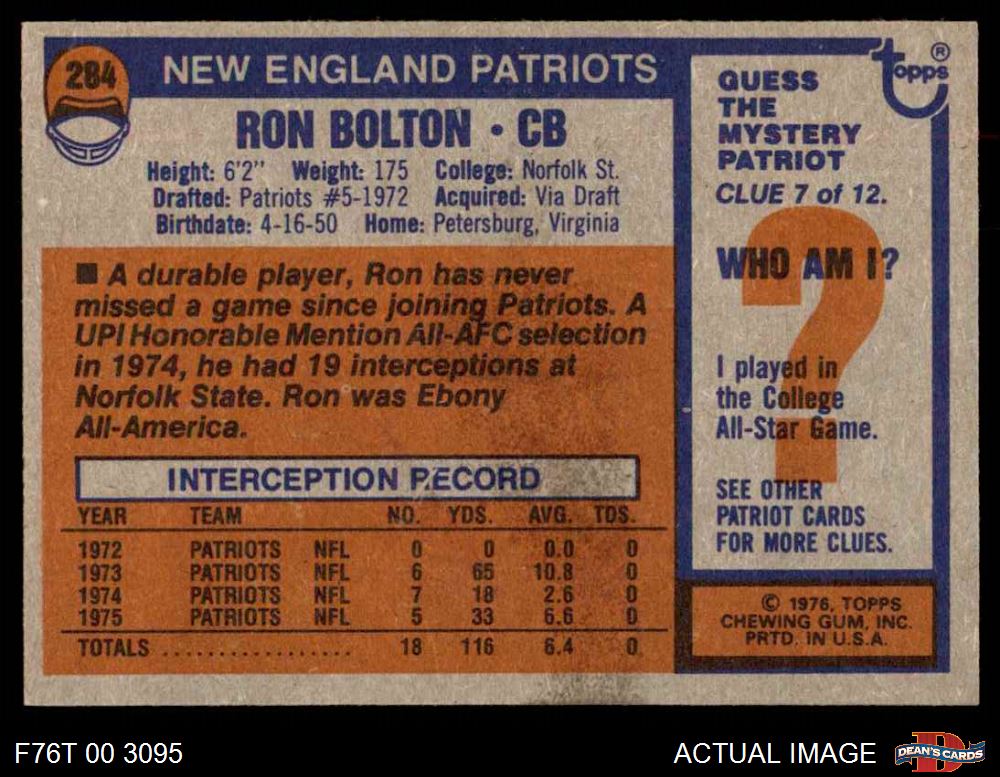 284
NEW ENGLAND PATRIOTS
RON BOLTON • CB
Height: 6'2" Weight: 175 College: Norfolk St.
Drafted: Patriots #5-1972 Acquired: Via Draft
Birthdate: 4-16-50 Home: Petersburg, Virginia
■ A durable player, Ron has never
missed a game since joining Patriots. A
UPI Honorable Mention All-AFC selection
in 1974, he had 19 interceptions at
Norfolk State. Ron was Ebony
All-America.
INTERCEPTION RECORD
YEAR TEAM NO. YDS. AVG. TDS.
1972 PATRIOTS NFL 0 0 0.0 0
1973 PATRIOTS NFL 6 65 10.8 0
1974 PATRIOTS NFL 7 18 2.6 0
1975 PATRIOTS NFL 5 33 6.6 0
TOTALS .................. 18 116 6.4 0
topps®
GUESS
THE
MYSTERY
PATRIOT
CLUE 7 of 12.
WHO AM I?
?
I played in
the College
All-Star Game.
SEE OTHER
PATRIOT CARDS
FOR MORE CLUES.
© 1976, TOPPS
CHEWING GUM, INC.
PRTD. IN U.S.A.
F76T 00 3095
ACTUAL IMAGE
D
DEAN'S CARDS